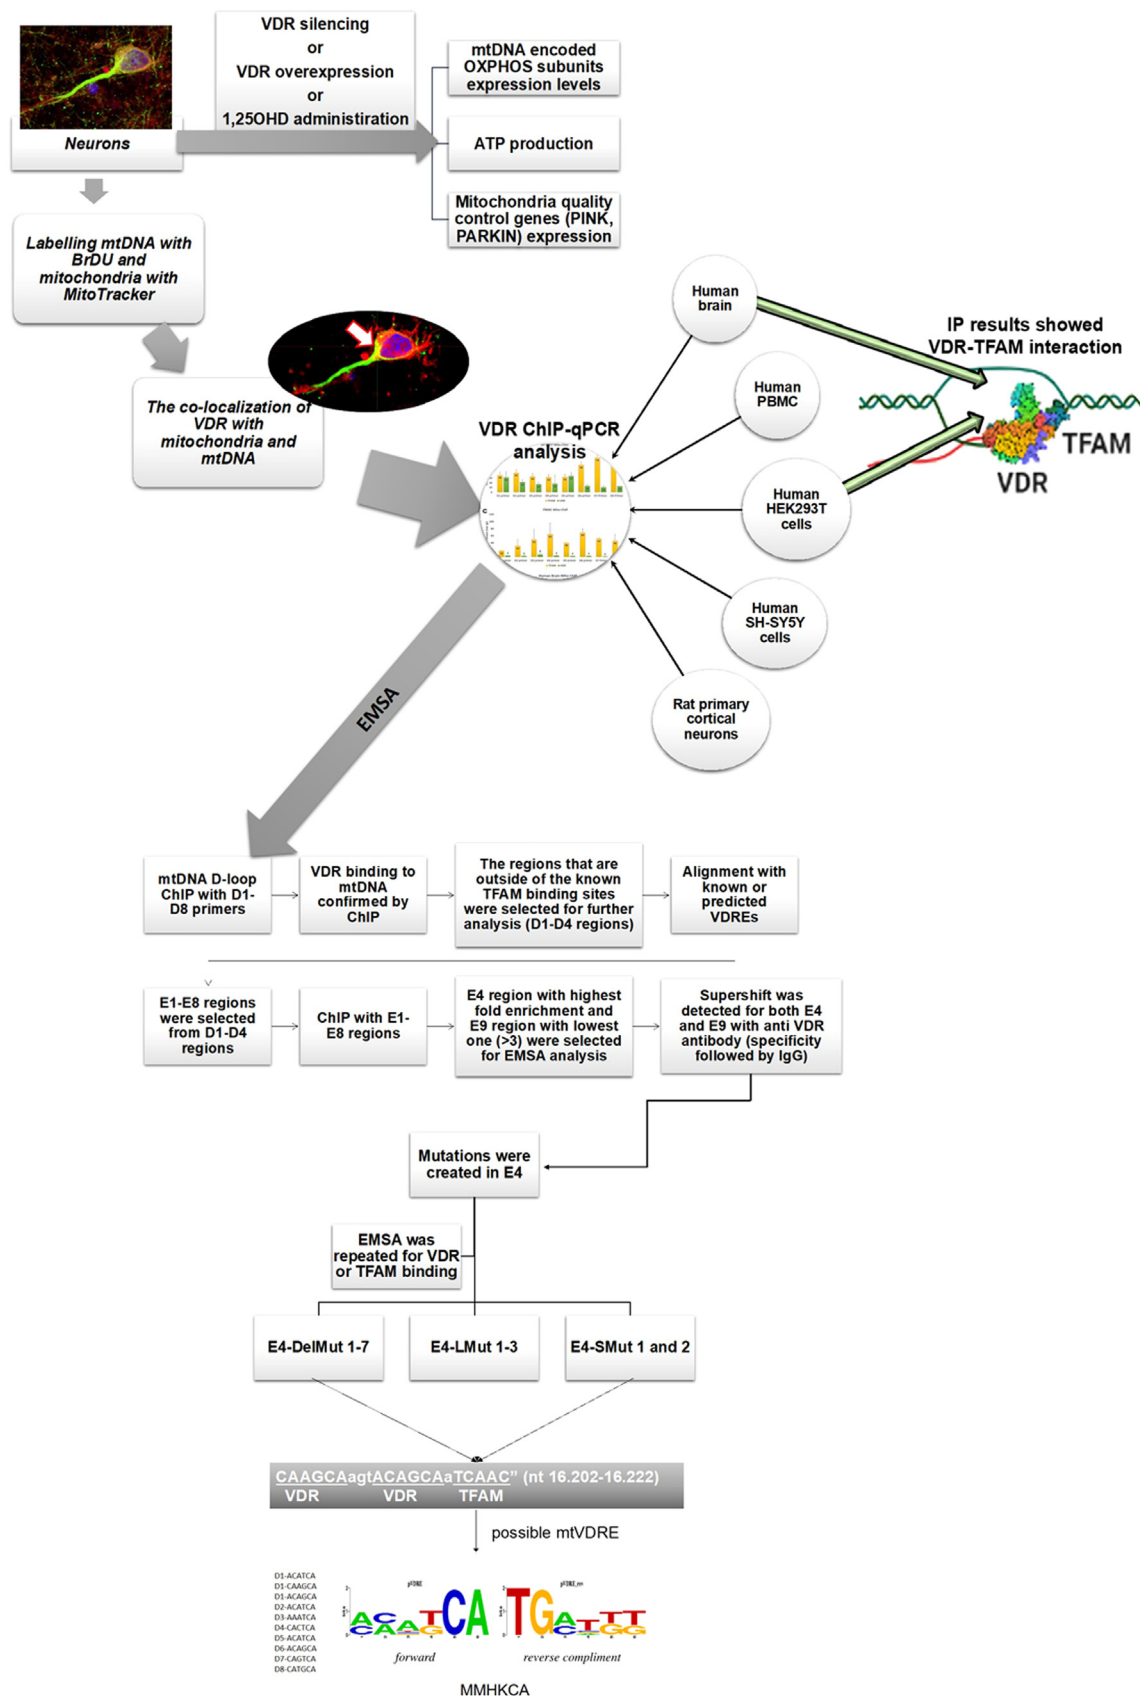 VDR silencing
or
VDR overexpression
or
1,25OHD administiration
Neurons
mtDNA encoded
OXPHOS subunits
expression levels
ATP production
Mitochondria quality
control genes (PINK,
PARKIN) expression
Labelling mtDNA with
BrDU and
mitochondria with
MitoTracker
The co-localization of
VDR with
mitochondria and
mtDNA
VDR ChIP-qPCR
analysis
Human
brain
Human
PBMC
Human
HEK293T
cells
Human
SH-SY5Y
cells
Rat primary
cortical
neurons
IP results showed
VDR-TFAM interaction
TFAM
VDR
EMSA
mtDNA D-loop
ChIP with D1-
D8 primers
VDR binding to
mtDNA
confirmed by
ChIP
The regions that are
outside of the known
TFAM binding sites
were selected for further
analysis (D1-D4 regions)
Alignment with
known or
predicted
VDREs
E1-E8 regions
were selected
from D1-D4
regions
ChIP with E1-
E8 regions
E4 region with highest
fold enrichment and
E9 region with lowest
one (>3) were selected
for EMSA analysis
Supershift was
detected for both E4
and E9 with anti VDR
antibody (specificity
followed by IgG)
Mutations were
created in E4
EMSA was
repeated for VDR
or TFAM binding
E4-DelMut 1-7
E4-LMut 1-3
E4-SMut 1 and 2
CAAGCAagtACAGCAaTCAAC” (nt 16.202-16.222)
VDR VDR TFAM
possible mtVDRE
D1-ACATCA
D1-CAAGCA
D1-ACAGCA
D2-ACATCA
D3-AAATCA
D4-CACTCA
D5-ACATCA
D6-ACAGCA
D7-CAGTCA
D8-CATGCA
forward
reverse compliment
MMHKCA